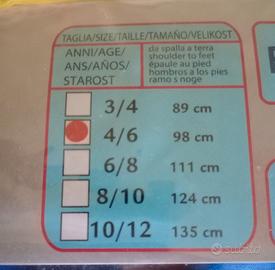 TAGLIA/SIZE/TAILLE/TAMAÑO/VELIKOST
ANNI/AGE/
ANS/AÑOS/
STAROST
da spalla a terra
shoulder to feet
épaule au pied
hombros a los pies
ramo s noge
3/4 89 cm
4/6 98 cm
6/8 111 cm
8/10 124 cm
10/12 135 cm
subito